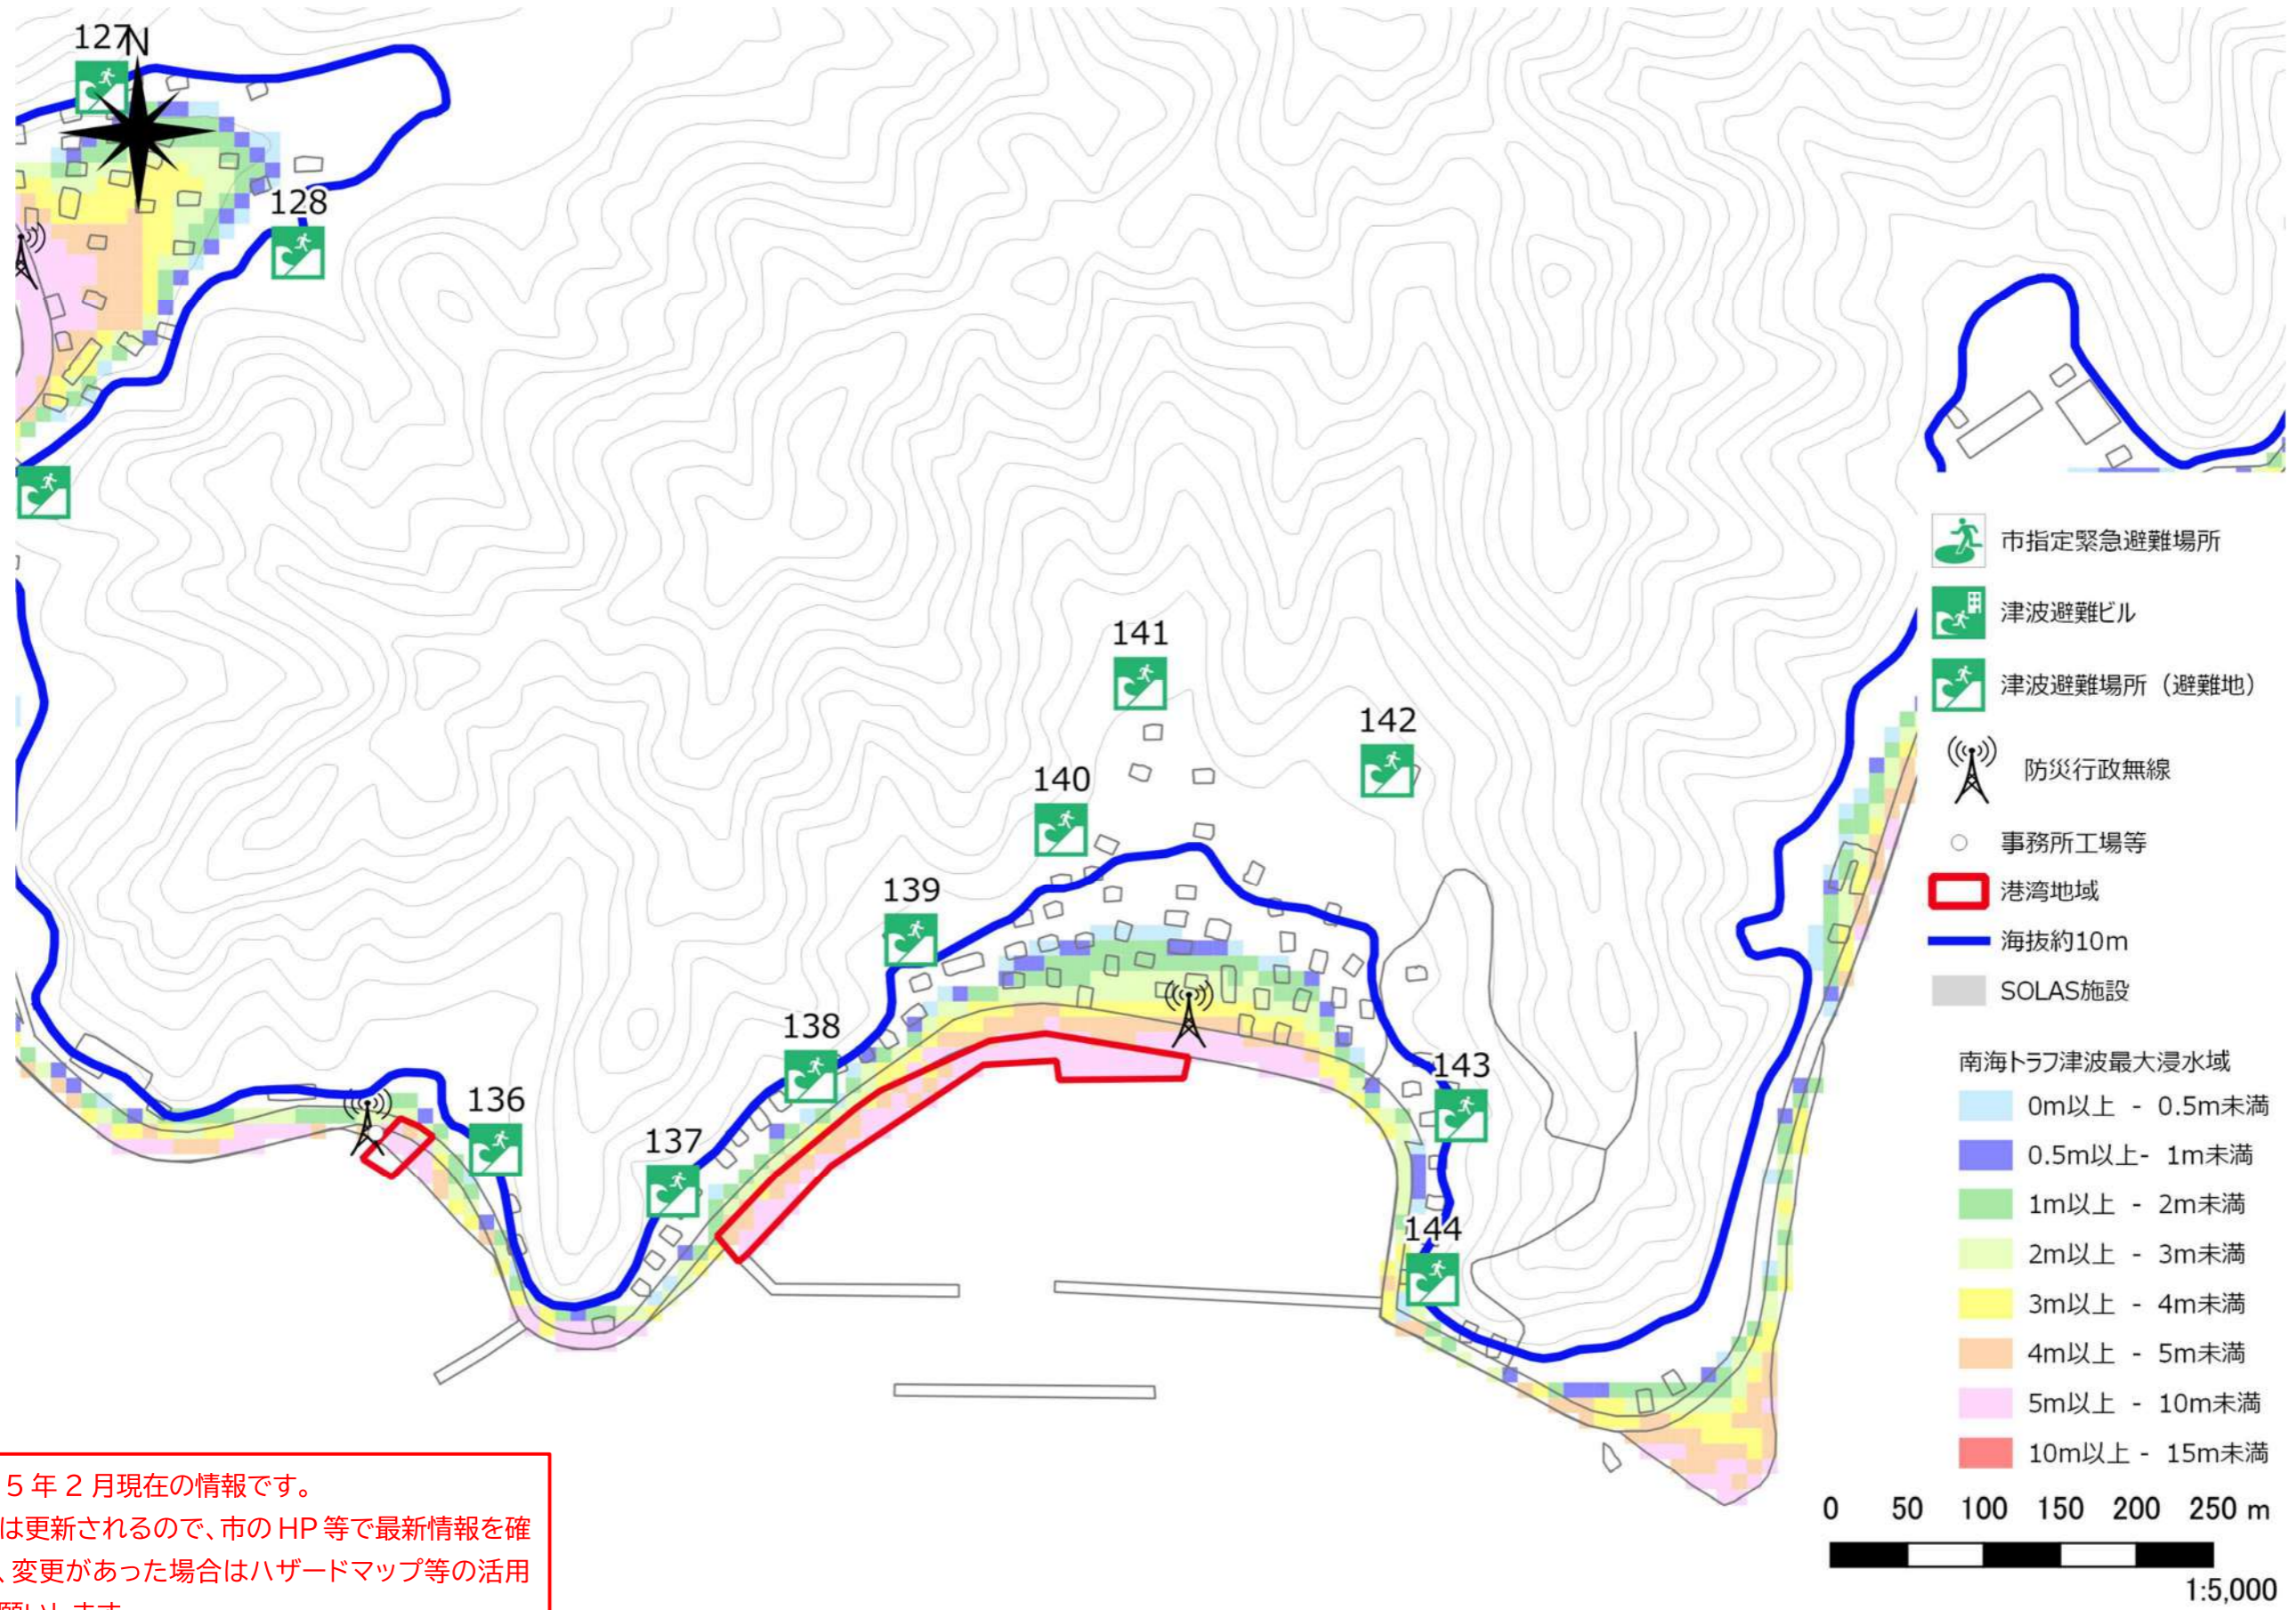 127
N
128
141
142
140
139
138
143
136
137
144
市指定緊急避難場所
津波避難ビル
津波避難場所（避難地）
防災行政無線
事務所工場等
港湾地域
海抜約10m
SOLAS施設
南海トラフ津波最大浸水域
0m以上 - 0.5m未満
0.5m以上- 1m未満
1m以上 - 2m未満
2m以上 - 3m未満
3m以上 - 4m未満
4m以上 - 5m未満
5m以上 - 10m未満
10m以上 - 15m未満
0 50 100 150 200 250 m
1:5,000
5年2月現在の情報です。
は更新されるので、市のHP等で最新情報を確
、変更があった場合はハザードマップ等の活用
願いします